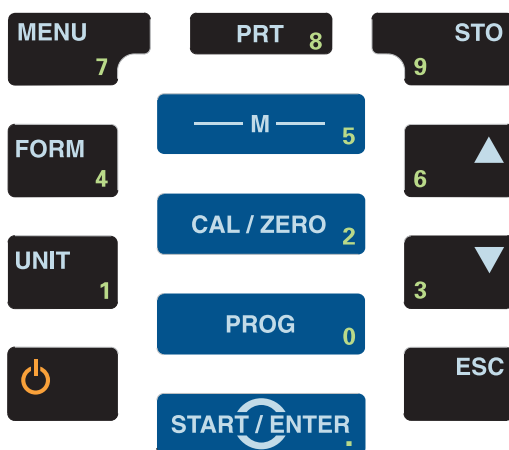 MENU 7
PRT 8
STO 9
M 5
FORM 4
6
CAL / ZERO 2
UNIT 1
3
PROG 0
ESC
START / ENTER .